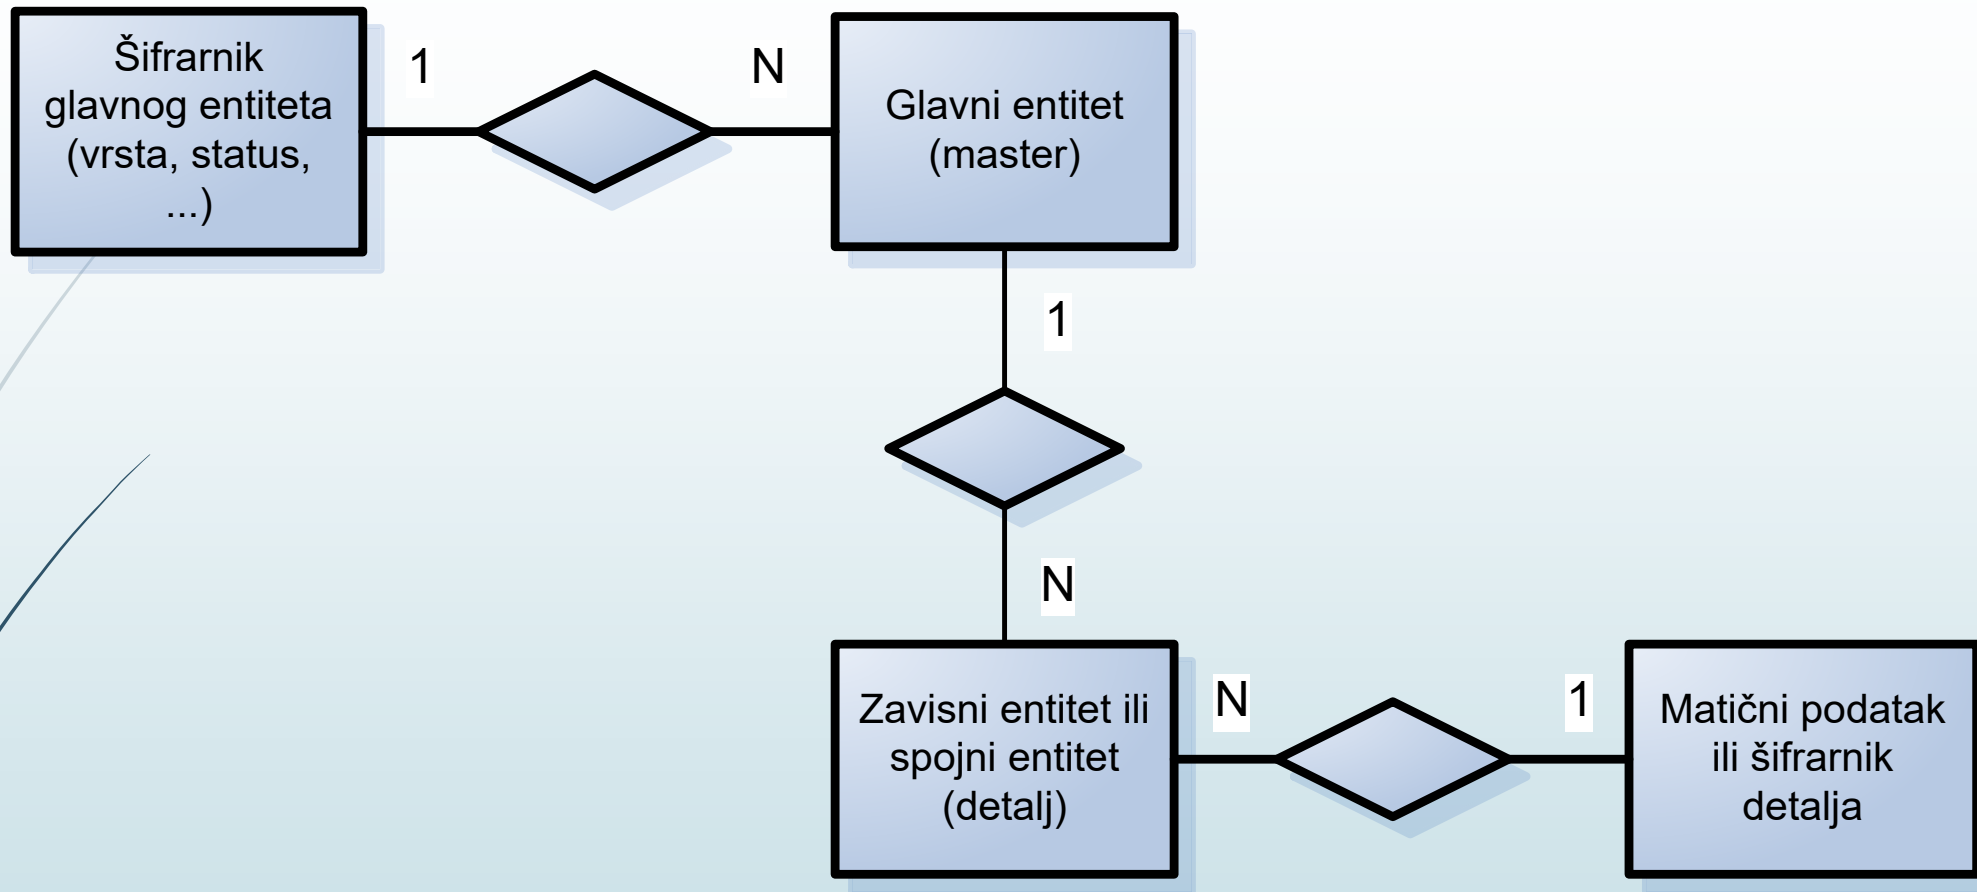 Šifrarnik
glavnog entiteta
(vrsta, status,
...)
1
N
Glavni entitet
(master)
1
N
Zavisni entitet ili
spojni entitet
(detalj)
N
1
Matični podatak
ili šifrarnik
detalja